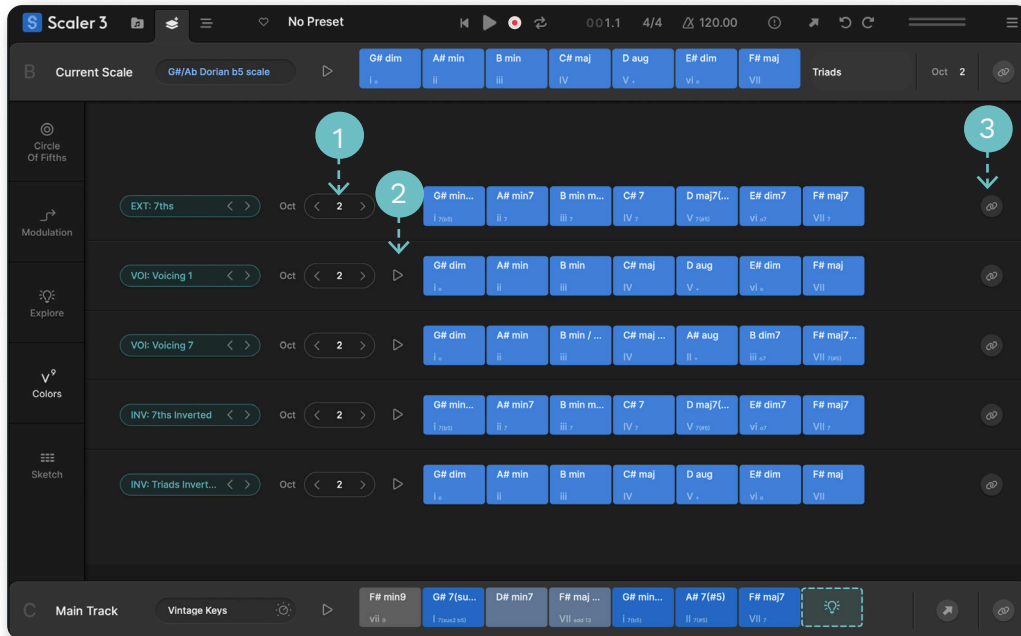 S Scaler 3 No Preset 001.1 4/4 120.00
B Current Scale G#/Ab Dorian b5 scale G# dim A# min B min C# maj D aug E# dim F# maj Triads Oct 2
i o ii iii IV V + vi o VII
Circle
Of Fifths
Modulation
Explore
Colors
Sketch
1
2
3
EXT: 7ths Oct 2 G# min... A# min7 B min m... C# 7 D maj7(... E# dim7 F# maj7
i 7(b5) ii 7 iii 7 IV 7 V 7(#5) vi o7 VII 7
VOI: Voicing 1 Oct 2 G# dim A# min B min C# maj D aug E# dim F# maj
i o ii iii IV V + vi o VII
VOI: Voicing 7 Oct 2 G# dim A# min B min / ... C# maj ... A# aug B dim7 F# maj7...
i o ii iii IV II + iii o7 VII 7(#5)
INV: 7ths Inverted Oct 2 G# min... A# min7 B min m... C# 7 D maj7(... E# dim7 F# maj7
i 7(b5) ii 7 iii 7 IV 7 V 7(#5) vi o7 VII 7
INV: Triads Invert... Oct 2 G# dim A# min B min C# maj D aug E# dim F# maj
i o ii iii IV V + vi o VII
C Main Track Vintage Keys F# min9 G# 7(su... D# min7 F# maj ... G# min... A# 7(#5) F# maj7
vii 9 I 7(sus2 b5) VII add 13 i 7(b5) II 7(#5) VII 7